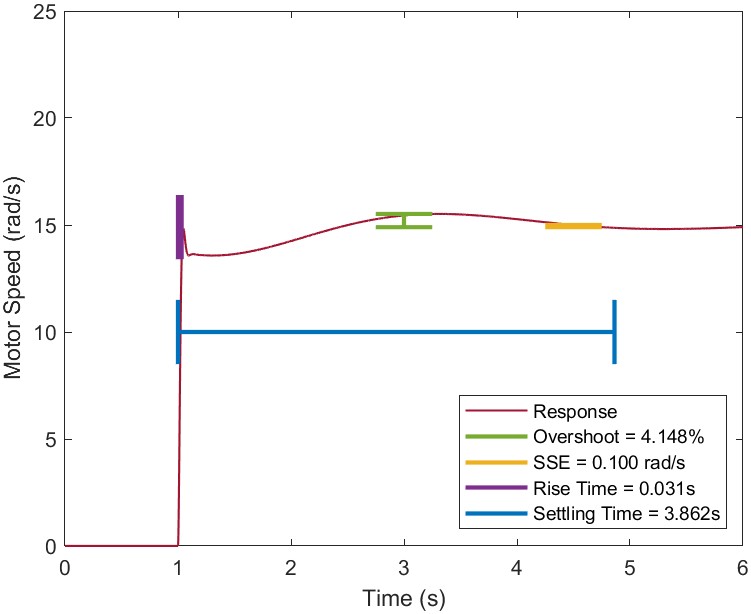 25
20
15
10
5
0
0 1 2 3 4 5 6
Motor Speed (rad/s)
Time (s)
Response
Overshoot = 4.148%
SSE = 0.100 rad/s
Rise Time = 0.031s
Settling Time = 3.862s